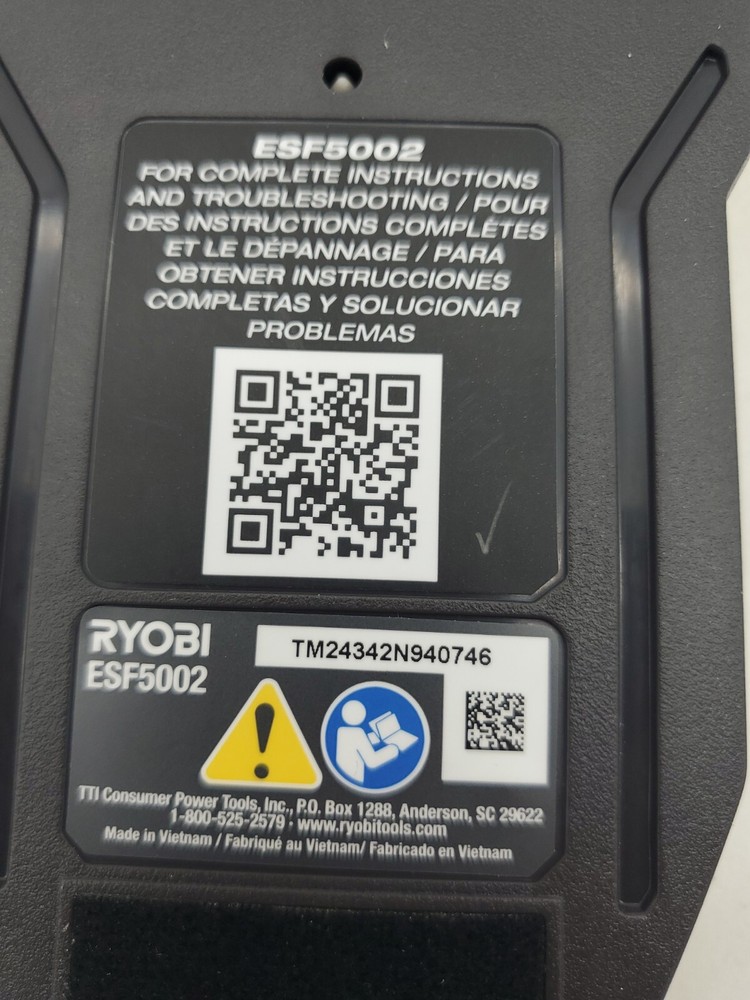 ESF5002
FOR COMPLETE INSTRUCTIONS
AND TROUBLESHOOTING / POUR
DES INSTRUCTIONS COMPLÈTES
ET LE DÉPANNAGE / PARA
OBTENER INSTRUCCIONES
COMPLETAS Y SOLUCIONAR
PROBLEMAS
RYOBI
ESF5002
TM24342N940746
TTI Consumer Power Tools, Inc., P.O. Box 1288, Anderson, SC 29622
1-800-525-2579 · www.ryobitools.com
Made in Vietnam / Fabriqué au Vietnam/ Fabricado en Vietnam